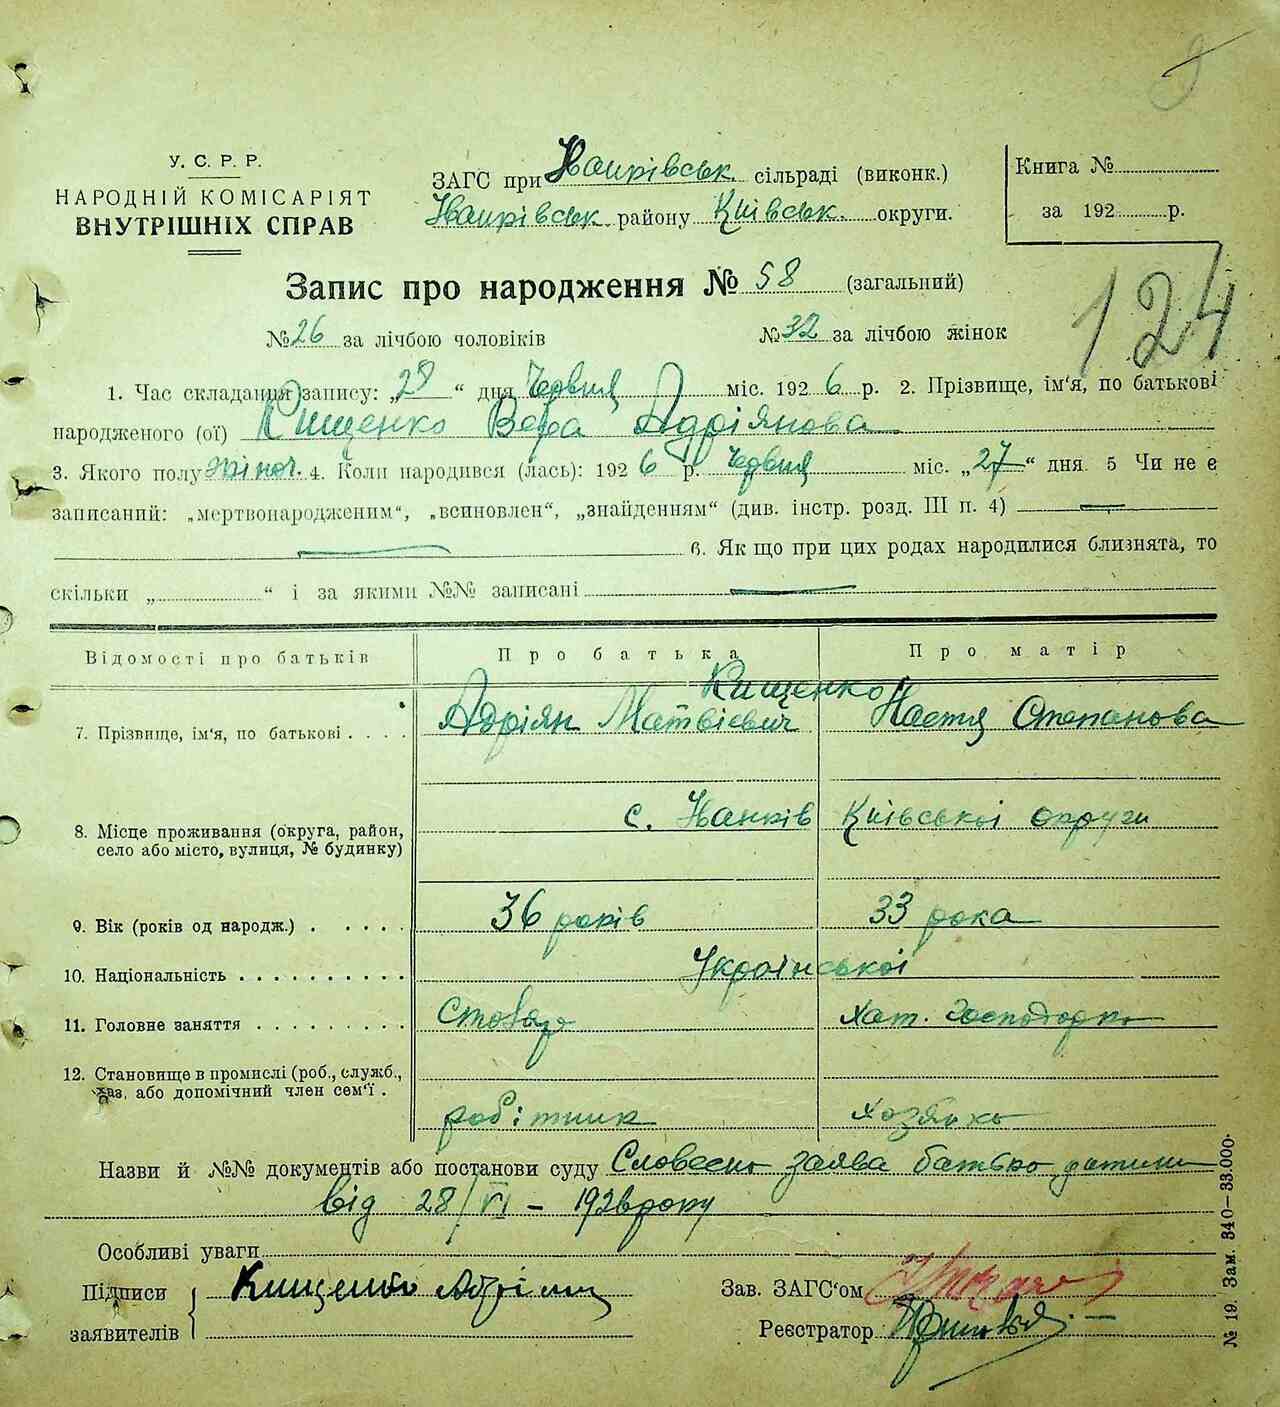 У. С. Р. Р.
НАРОДНІЙ КОМІСАРІЯТ
ВНУТРІШНІХ СПРАВ
ЗАГС при Іванківськ. сільраді (виконк.)
Іванківськ. району Київськ. округи.
Книга №
за 192 р.
Запис про народження № 58 (загальний)
124
№ 26 за лічбою чоловіків
№ 32 за лічбою жінок
1. Час складання запису: „28“ дня Червця міс. 1926 р. 2. Прізвище, ім'я, по батькові
народженого (ої) Кищенко Вера Адріянова
3. Якого полу жіноч. 4. Коли народився (лась): 1926 р. Червця міс. „27“ дня. 5 Чи не є
записаний: „мертвонародженим“, „всиновлен“, „знайденням“ (див. інстр. розд. III п. 4)
6. Як що при цих родах народилися близнята, то
скільки „ “ і за якими №№ записані
Відомості про батьків
Про батька
Про матір
7. Прізвище, ім'я, по батькові . . . .
Кищенко
Адріян Матвієвич
Настя Степанова
8. Місце проживання (округа, район,
село або місто, вулиця, № будинку)
с. Іванків Київської округи
9. Вік (років од народж.) . . . . .
36 років
33 рока
10. Національність . . . . . . . . . .
Української
11. Головне заняття . . . . . . . . .
Столяр
Хат. господарка
12. Становище в промислі (роб., служб.,
хаз. або допомічний член сем'ї .
робітник
хозяйка
Назви й №№ документів або постанови суду Словесна заява батька дитини
від 28/VI – 1926 року
Особливі уваги
Підписи
заявителів
Кищенко Адріян
Зав. ЗАГС'ом
Реєстратор
№ 19. Зам. 340—33.000.